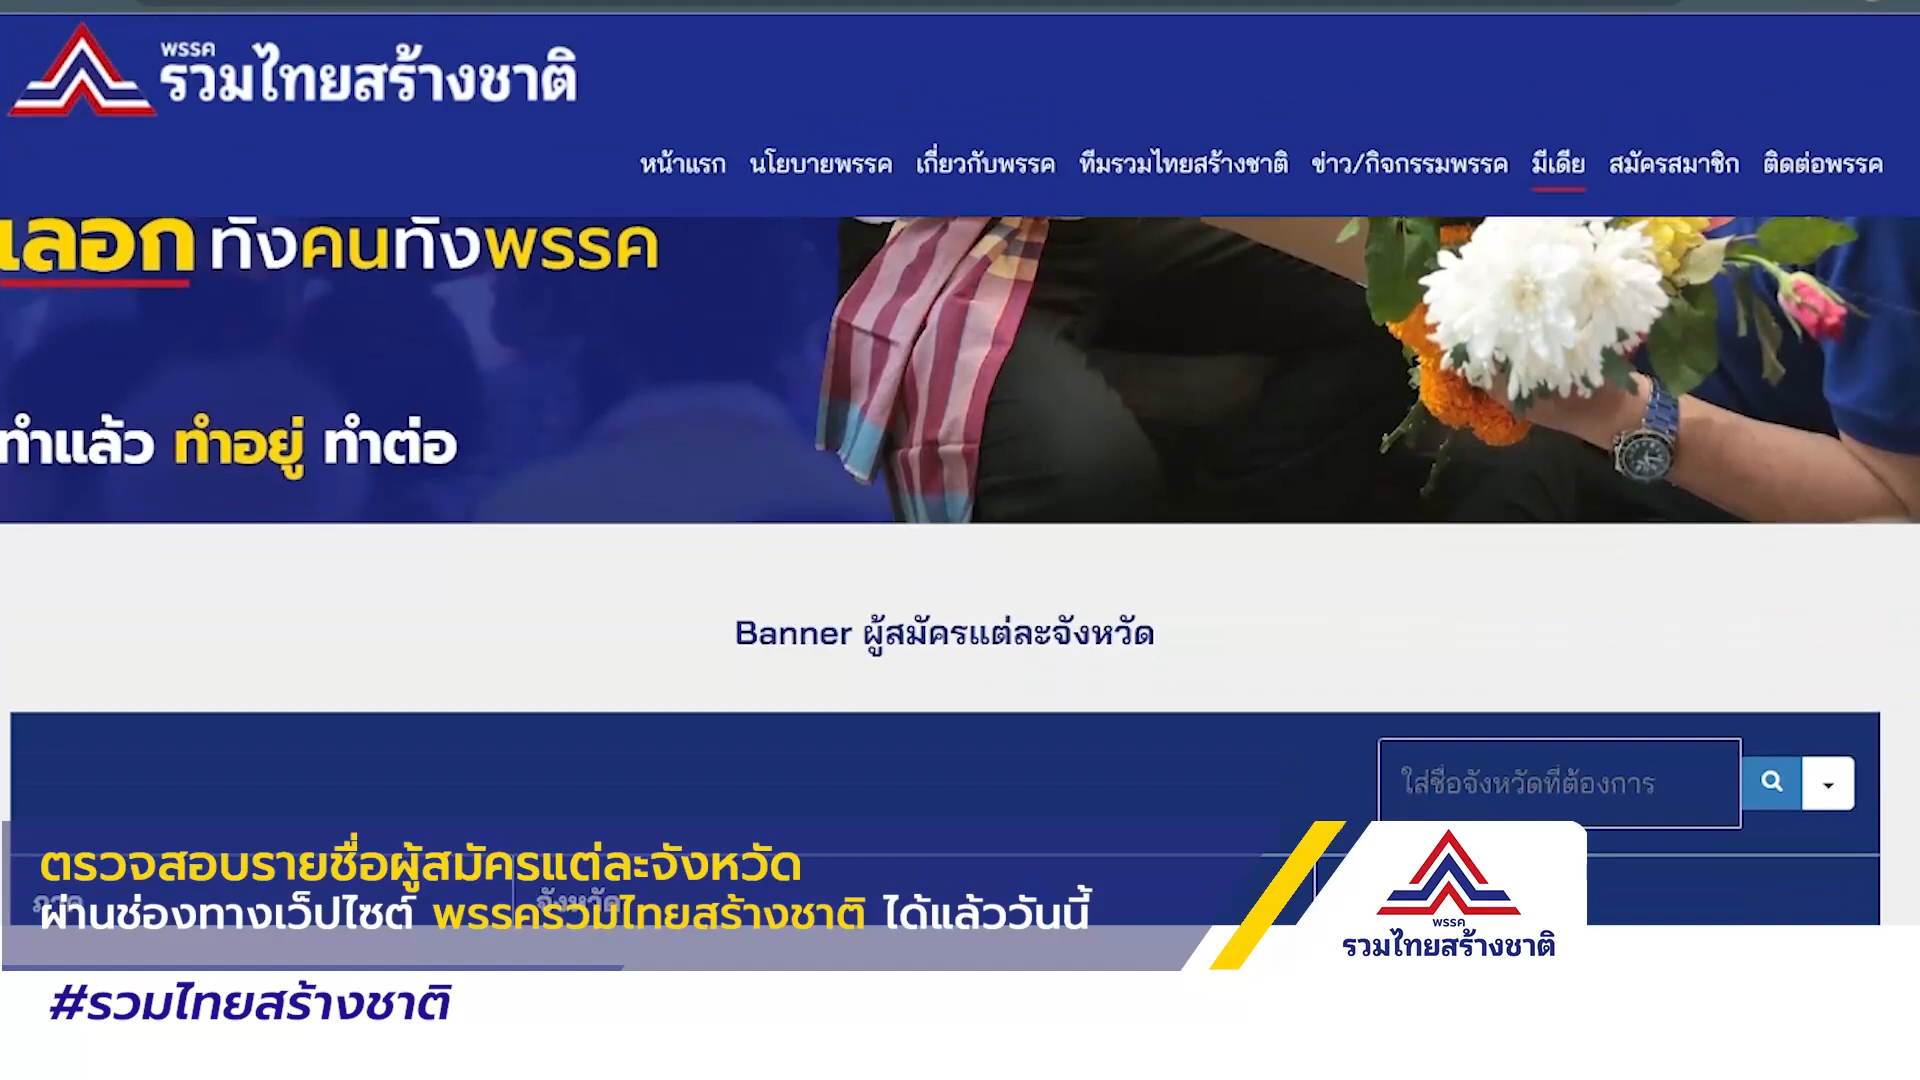 พรรค
รวมไทยสร้างชาติ
หน้าแรก นโยบายพรรค เกี่ยวกับพรรค ทีมรวมไทยสร้างชาติ ข่าว/กิจกรรมพรรค มีเดีย สมัครสมาชิก ติดต่อพรรค
เลือกทั้งคนทั้งพรรค
ทำแล้ว ทำอยู่ ทำต่อ
Banner ผู้สมัครแต่ละจังหวัด
ใส่ชื่อจังหวัดที่ต้องการ
ภาค จังหวัด
ตรวจสอบรายชื่อผู้สมัครแต่ละจังหวัด
ผ่านช่องทางเว็ปไซต์ พรรครวมไทยสร้างชาติ ได้แล้ววันนี้
พรรค
รวมไทยสร้างชาติ
#รวมไทยสร้างชาติ